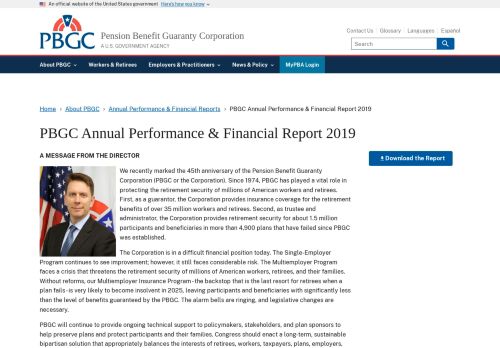 An official website of the United States government Here's how you know
PBGC
Pension Benefit Guaranty Corporation
A U.S. GOVERNMENT AGENCY
Contact Us Glossary Languages Español
Search
About PBGC Workers & Retirees Employers & Practitioners News & Policy MyPBA Login
Home › About PBGC › Annual Performance & Financial Reports › PBGC Annual Performance & Financial Report 2019
PBGC Annual Performance & Financial Report 2019
A MESSAGE FROM THE DIRECTOR
Download the Report
We recently marked the 45th anniversary of the Pension Benefit Guaranty
Corporation (PBGC or the Corporation). Since 1974, PBGC has played a vital role in
protecting the retirement security of millions of American workers and retirees.
First, as a guarantor, the Corporation provides insurance coverage for the retirement
benefits of over 35 million workers and retirees. Second, as trustee and
administrator, the Corporation provides retirement security for about 1.5 million
participants and beneficiaries in more than 4,900 plans that have failed since PBGC
was established.
The Corporation is in a difficult financial position today. The Single-Employer
Program continues to see improvement; however, it still faces considerable risk. The Multiemployer Program
faces a crisis that threatens the retirement security of millions of American workers, retirees, and their families.
Without reforms, our Multiemployer Insurance Program - the backstop that is the last resort for retirees when a
plan fails - is very likely to become insolvent in 2025, leaving participants and beneficiaries with significantly less
than the level of benefits guaranteed by the PBGC. The alarm bells are ringing, and legislative changes are
necessary.
PBGC will continue to provide ongoing technical support to policymakers, stakeholders, and plan sponsors to
help preserve plans and protect participants and their families. Congress should enact a long-term, sustainable
bipartisan solution that appropriately balances the interests of retirees, workers, taxpayers, plans, employers,